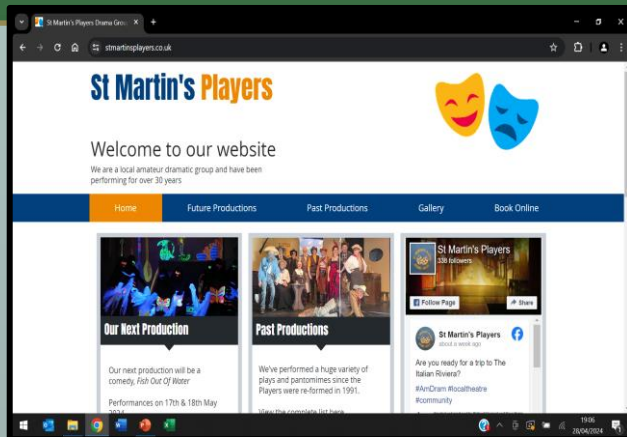 St Martin's Players Drama Grou
stmartinsplayers.co.uk
St Martin's Players
Welcome to our website
We are a local amateur dramatic group and have been
performing for over 30 years
Home
Future Productions
Past Productions
Gallery
Book Online
Our Next Production
Our next production will be a
comedy, Fish Out Of Water
Performances on 17th & 18th May
2024
Past Productions
We've performed a huge variety of
plays and pantomimes since the
Players were re-formed in 1991.
View the complete list here
St Martin's Players
338 followers
Follow Page
Share
St Martin's Players
about a week ago
Are you ready for a trip to The
Italian Riviera?
#AmDram #localtheatre
#community
19:06
28/04/2024